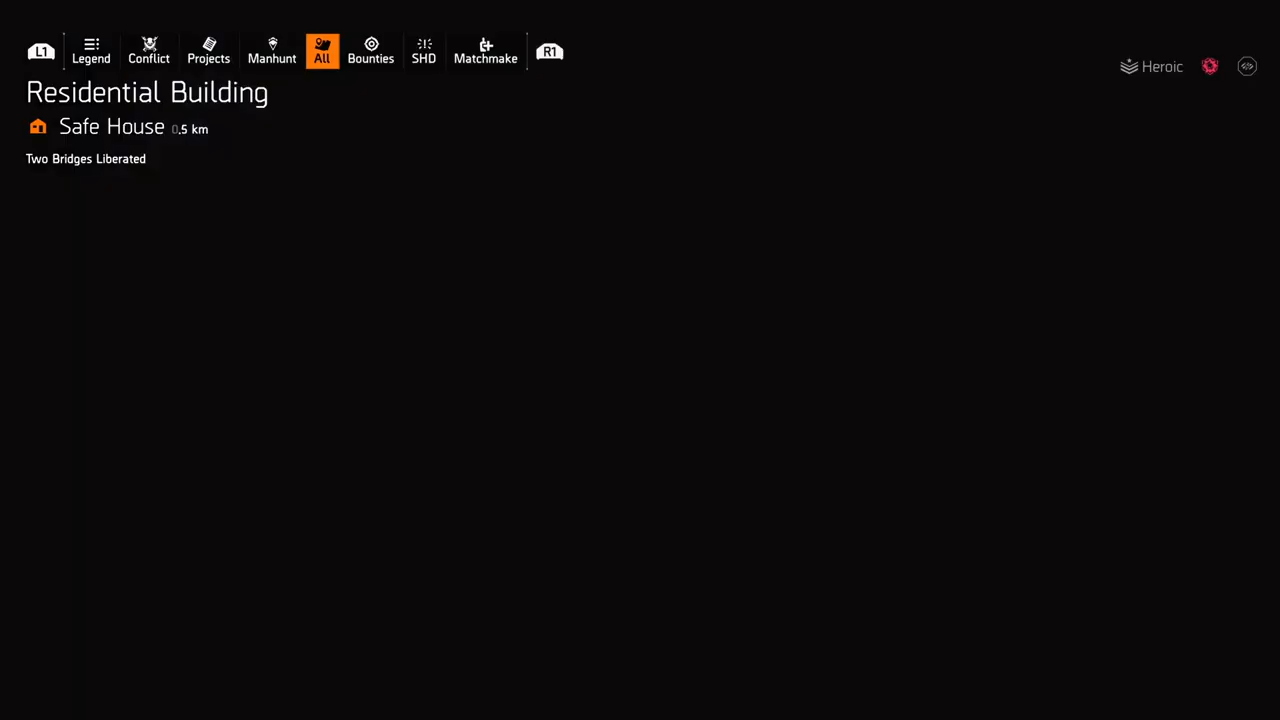 L1 Legend Conflict Projects Manhunt All Bounties SHD Matchmake R1
Heroic
Residential Building
Safe House 0.5 km
Two Bridges Liberated